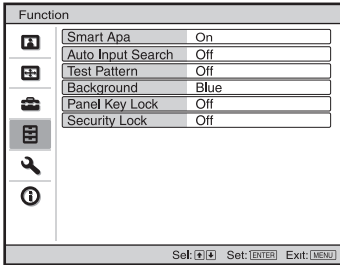 Function
Smart Apa On
Auto Input Search Off
Test Pattern Off
Background Blue
Panel Key Lock Off
Security Lock Off
Sel: Set: ENTER Exit: MENU